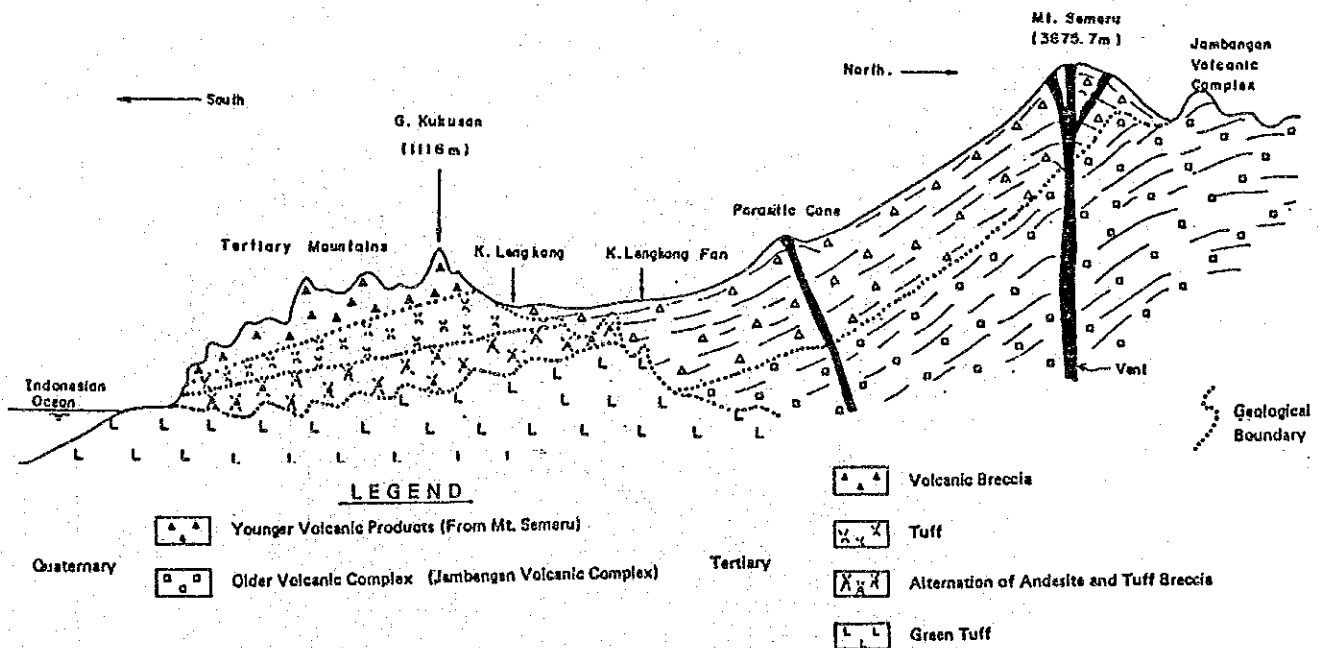 Mt. Semeru
(3675.7m)
Jambangan
Volcanic
Complex
North.
South
G. Kukusan
(1116m)
Parasitic Cone
Tertiary Mountains
K. Lengkong
K. Lengkong Fan
Indonesian
Ocean
Vent
Geological
Boundary
LEGEND
Quaternary
Younger Volcanic Products (From Mt. Semeru)
Older Volcanic Complex (Jambangan Volcanic Complex)
Tertiary
Volcanic Breccia
Tuff
Alternation of Andesite and Tuff Breccia
Green Tuff